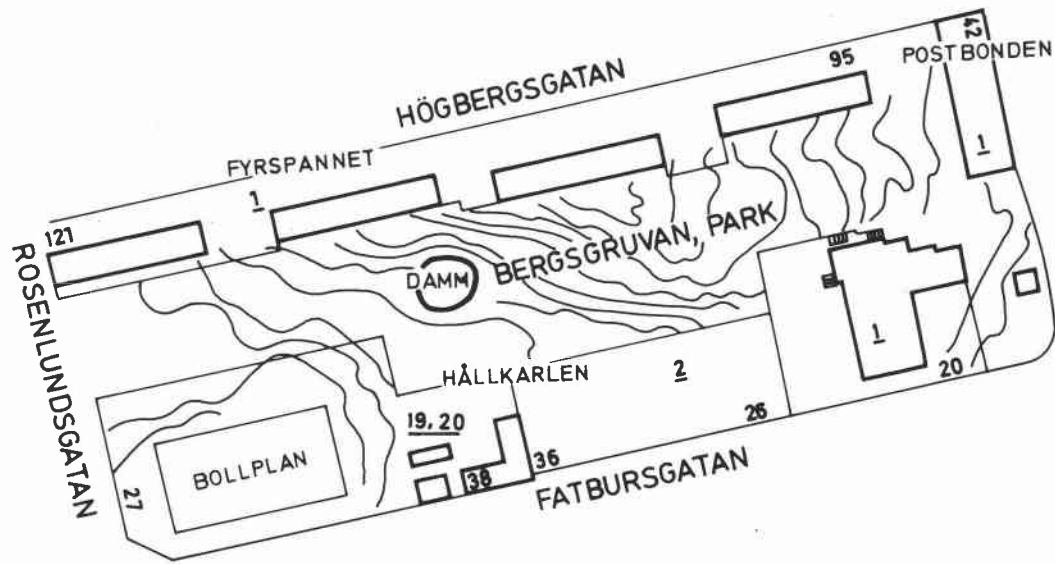 42
POSTBONDEN
95
HÖGBERGSGATAN
FYRSPANNET
1
1
121
BERGSGRUVAN, PARK
DAMM
ROSENLUNDSGATAN
1
HÅLLKARLEN
2
20
26
19, 20
36
38
BOLLPLAN
27
FATBURSGATAN